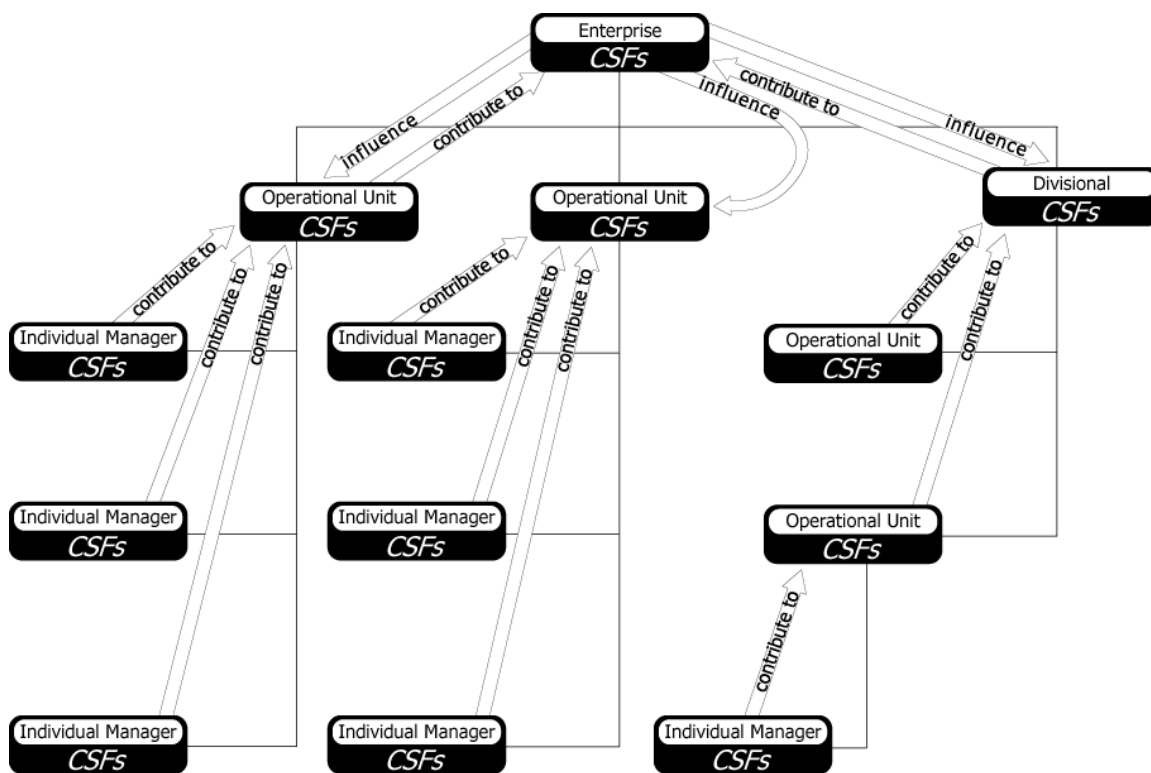 Enterprise
CSFs
influence
contribute to
influence
contribute to
influence
Operational Unit
CSFs
Operational Unit
CSFs
Divisional
CSFs
contribute to
contribute to
contribute to
contribute to
contribute to
contribute to
contribute to
contribute to
Individual Manager
CSFs
Individual Manager
CSFs
Operational Unit
CSFs
Individual Manager
CSFs
Individual Manager
CSFs
Operational Unit
CSFs
contribute to
Individual Manager
CSFs
Individual Manager
CSFs
Individual Manager
CSFs